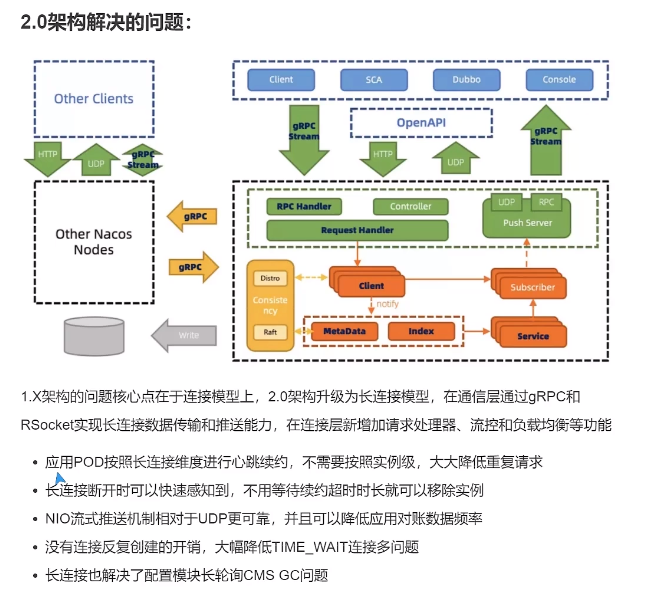 2.0架构解决的问题：
Other Clients
Client
SCA
Dubbo
Console
gRPC
Stream
OpenAPI
gRPC
Stream
HTTP
UDP
gRPC
Stream
HTTP
UDP
Other Nacos
Nodes
gRPC
gRPC
RPC Handler
Controller
Request Handler
UDP
RPC
Push Server
Distro
Consiste
ncy
Raft
Client
notify
Subscriber
MetaData
Index
Service
Write
1.X架构的问题核心点在于连接模型上，2.0架构升级为长连接模型，在通信层通过gRPC和
RSocket实现长连接数据传输和推送能力，在连接层新增加请求处理器、流控和负载均衡等功能
• 应用POD按照长连接维度进行心跳续约，不需要按照实例级，大大降低重复请求
• 长连接断开时可以快速感知到，不用等待续约超时时长就可以移除实例
• NIO流式推送机制相对于UDP更可靠，并且可以降低应用对账数据频率
• 没有连接反复创建的开销，大幅降低TIME_WAIT连接多问题
• 长连接也解决了配置模块长轮询CMS GC问题